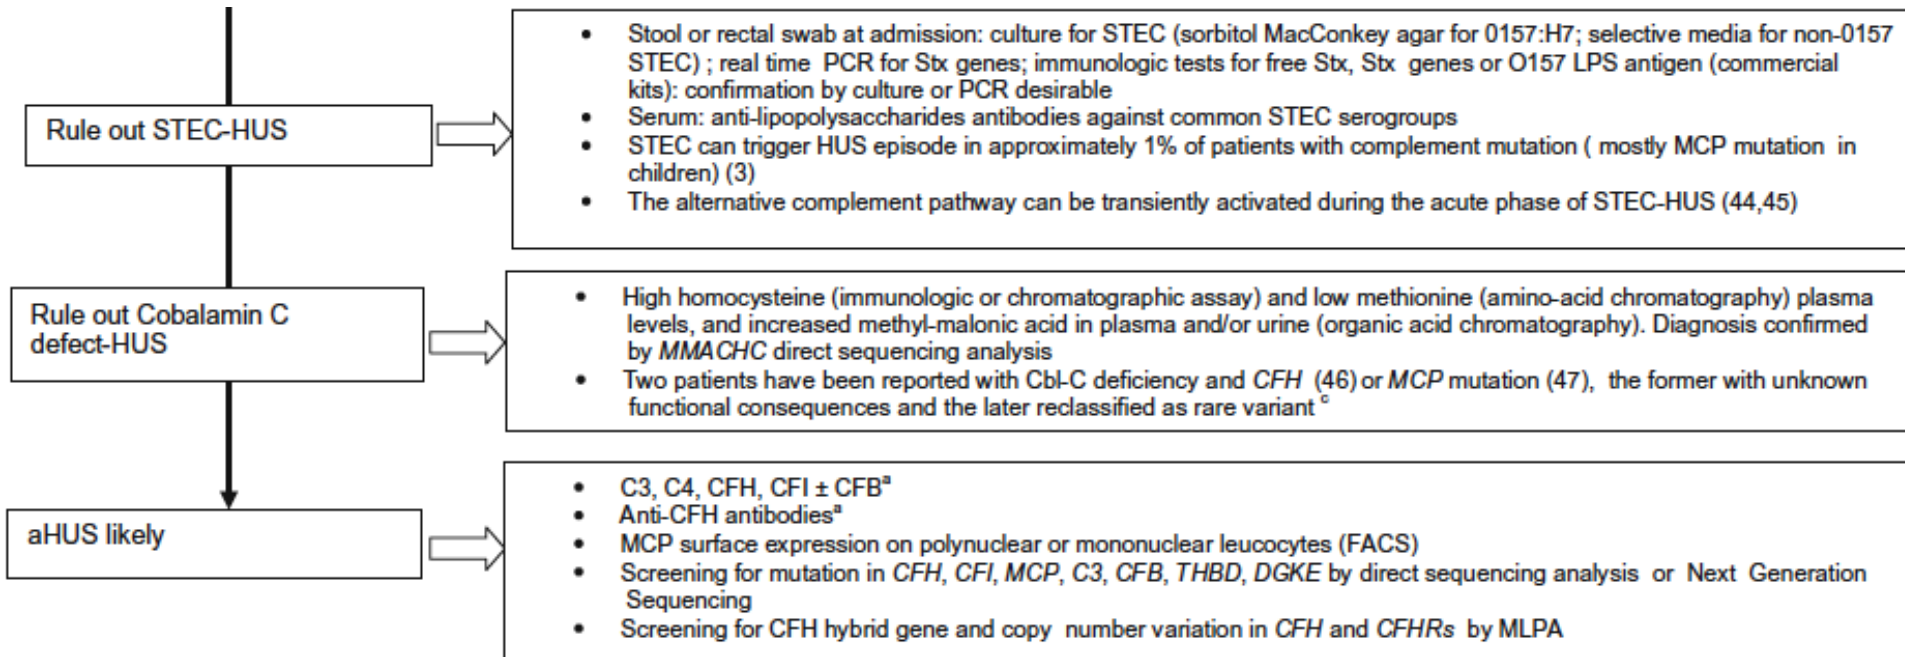 Rule out STEC-HUS
• Stool or rectal swab at admission: culture for STEC (sorbitol MacConkey agar for 0157:H7; selective media for non-0157
STEC) ; real time PCR for Stx genes; immunologic tests for free Stx, Stx genes or O157 LPS antigen (commercial
kits): confirmation by culture or PCR desirable
• Serum: anti-lipopolysaccharides antibodies against common STEC serogroups
• STEC can trigger HUS episode in approximately 1% of patients with complement mutation ( mostly MCP mutation in
children) (3)
• The alternative complement pathway can be transiently activated during the acute phase of STEC-HUS (44,45)
Rule out Cobalamin C
defect-HUS
• High homocysteine (immunologic or chromatographic assay) and low methionine (amino-acid chromatography) plasma
levels, and increased methyl-malonic acid in plasma and/or urine (organic acid chromatography). Diagnosis confirmed
by MMACHC direct sequencing analysis
• Two patients have been reported with Cbl-C deficiency and CFH (46) or MCP mutation (47), the former with unknown
functional consequences and the later reclassified as rare variant c
aHUS likely
• C3, C4, CFH, CFI ± CFBa
• Anti-CFH antibodiesa
• MCP surface expression on polynuclear or mononuclear leucocytes (FACS)
• Screening for mutation in CFH, CFI, MCP, C3, CFB, THBD, DGKE by direct sequencing analysis or Next Generation
Sequencing
• Screening for CFH hybrid gene and copy number variation in CFH and CFHRs by MLPA